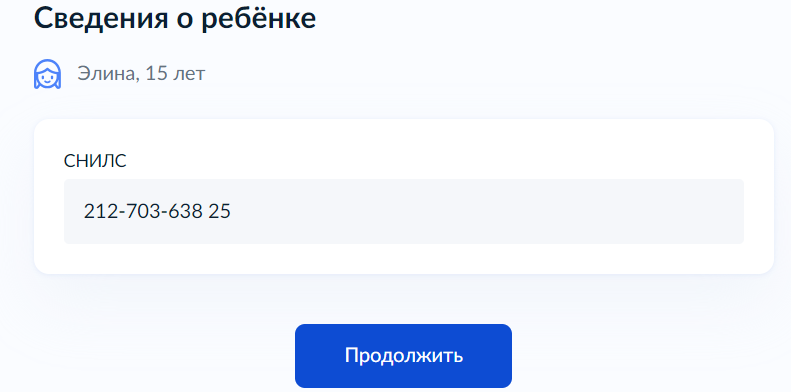 Сведения о ребёнке
Элина, 15 лет
СНИЛС
212-703-638 25
Продолжить